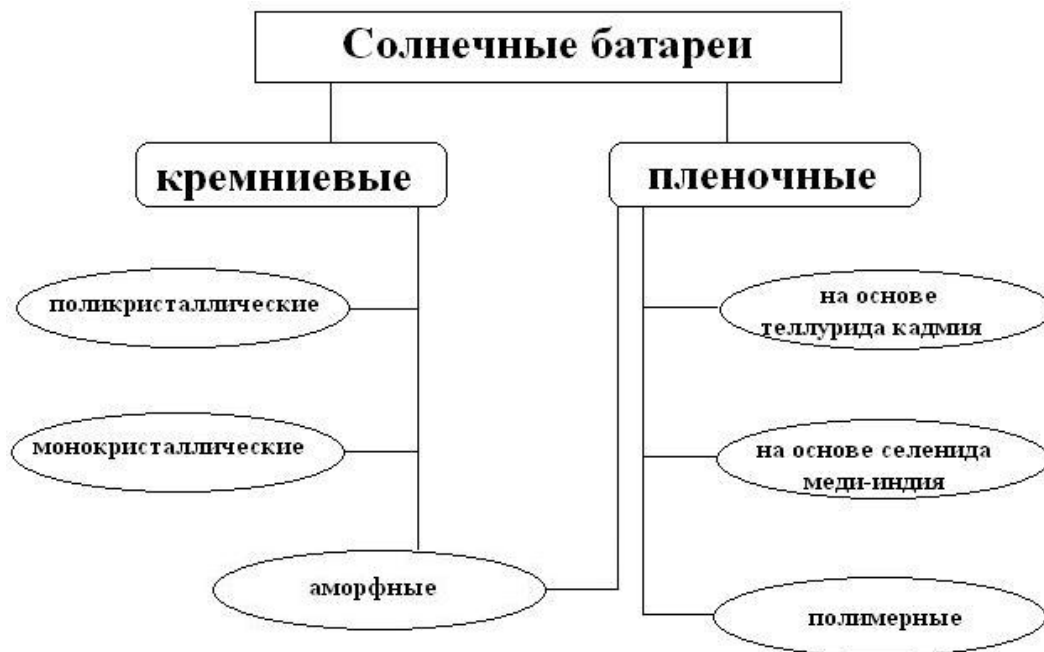 Солнечные батареи
кремниевые
пленочные
поликристаллические
на основе
теллурида кадмия
монокристаллические
на основе селенида
меди-индия
аморфные
полимерные